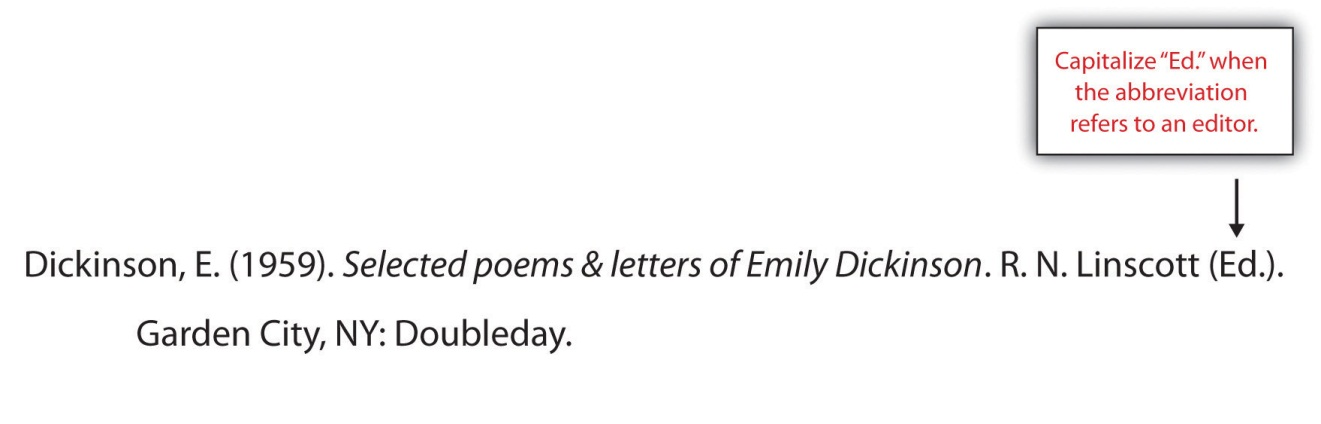 Capitalize “Ed.” when
the abbreviation
refers to an editor.
Dickinson, E. (1959). Selected poems & letters of Emily Dickinson. R. N. Linscott (Ed.).
Garden City, NY: Doubleday.